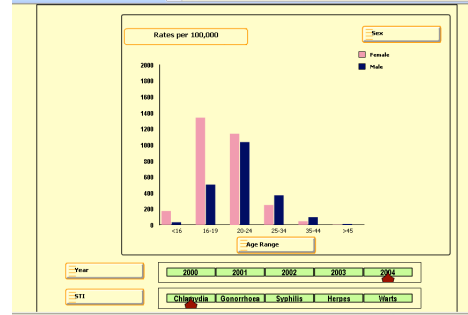 Rates per 100,000
Sex
Female
Male
2000
1800
1600
1400
1200
1000
800
600
400
200
0
<16 16-19 20-24 25-34 35-44 >45
Age Range
Year
2000 2001 2002 2003 2004
STI
Chlamydia Gonorrhoea Syphilis Herpes Warts